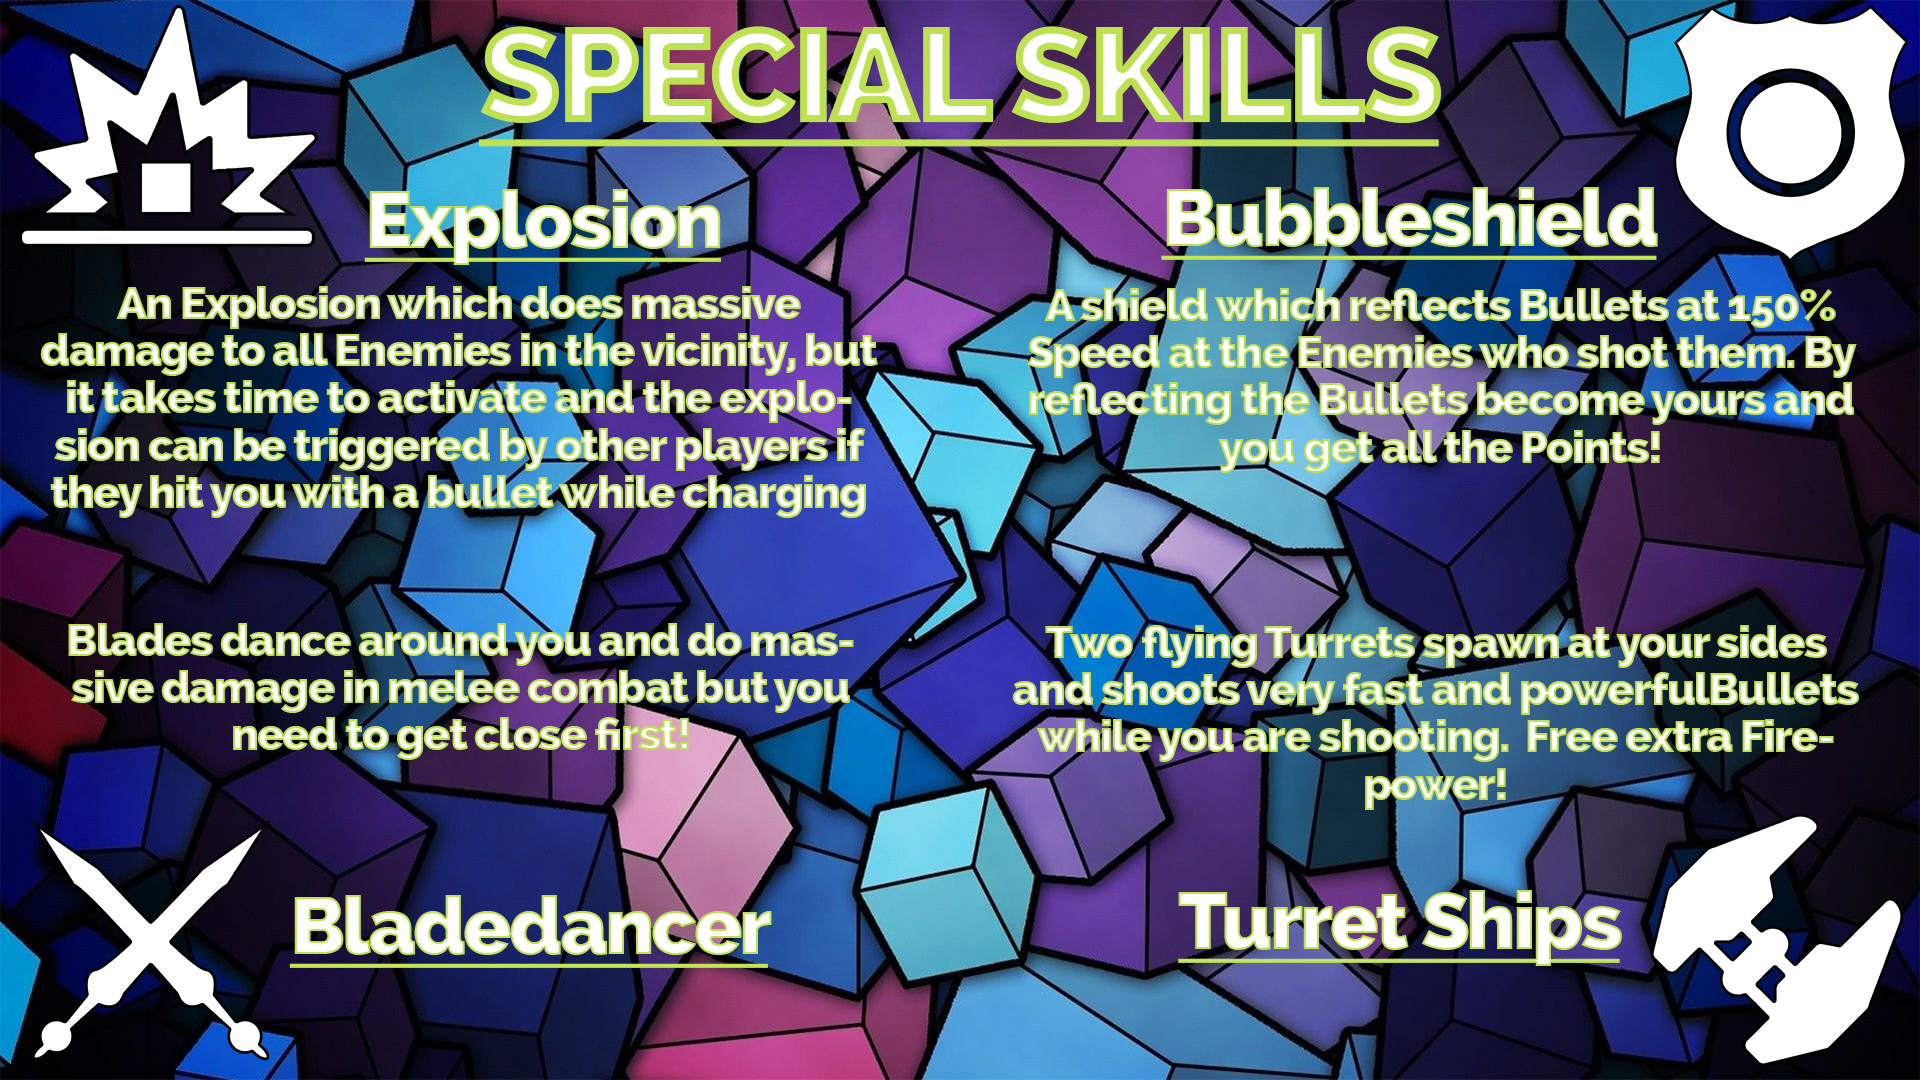 SPECIAL SKILLS
Explosion
An Explosion which does massive
damage to all Enemies in the vicinity, but
it takes time to activate and the explo-
sion can be triggered by other players if
they hit you with a bullet while charging
Bubbleshield
A shield which reflects Bullets at 150%
Speed at the Enemies who shot them. By
reflecting the Bullets become yours and
you get all the Points!
Blades dance around you and do mas-
sive damage in melee combat but you
need to get close first!
Bladedancer
Two flying Turrets spawn at your sides
and shoots very fast and powerfulBullets
while you are shooting.  Free extra Fire-
power!
Turret Ships